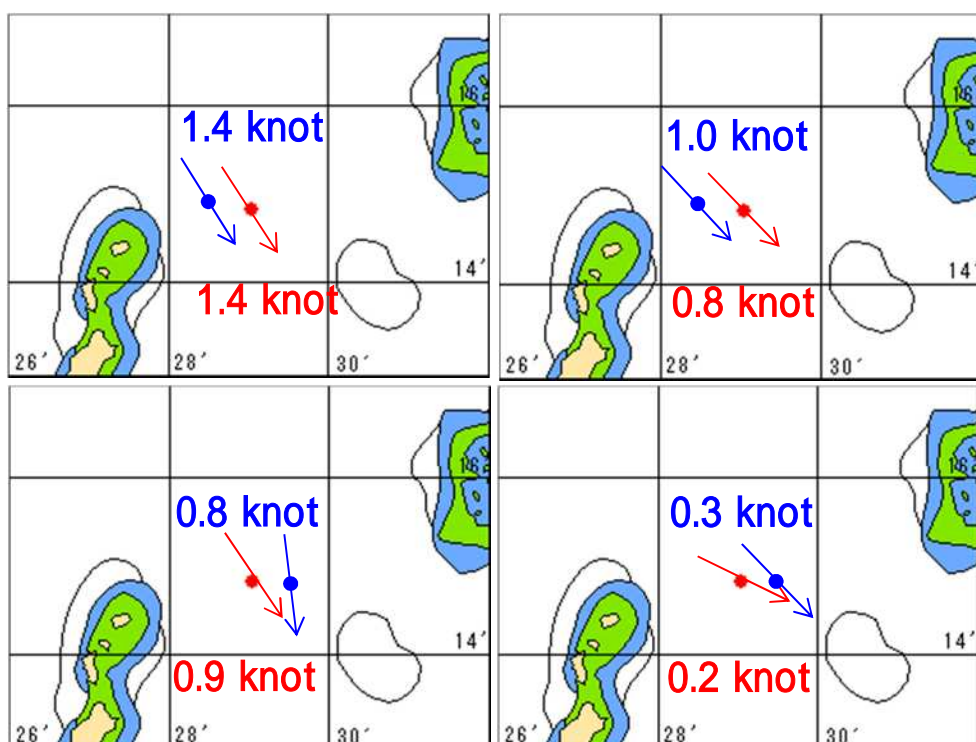 1.4 knot
14'
1.4 knot
26' 28' 30'
1.0 knot
14'
0.8 knot
26' 28' 30'
0.8 knot
14'
0.9 knot
26' 28' 30'
0.3 knot
14'
0.2 knot
26' 28' 30'